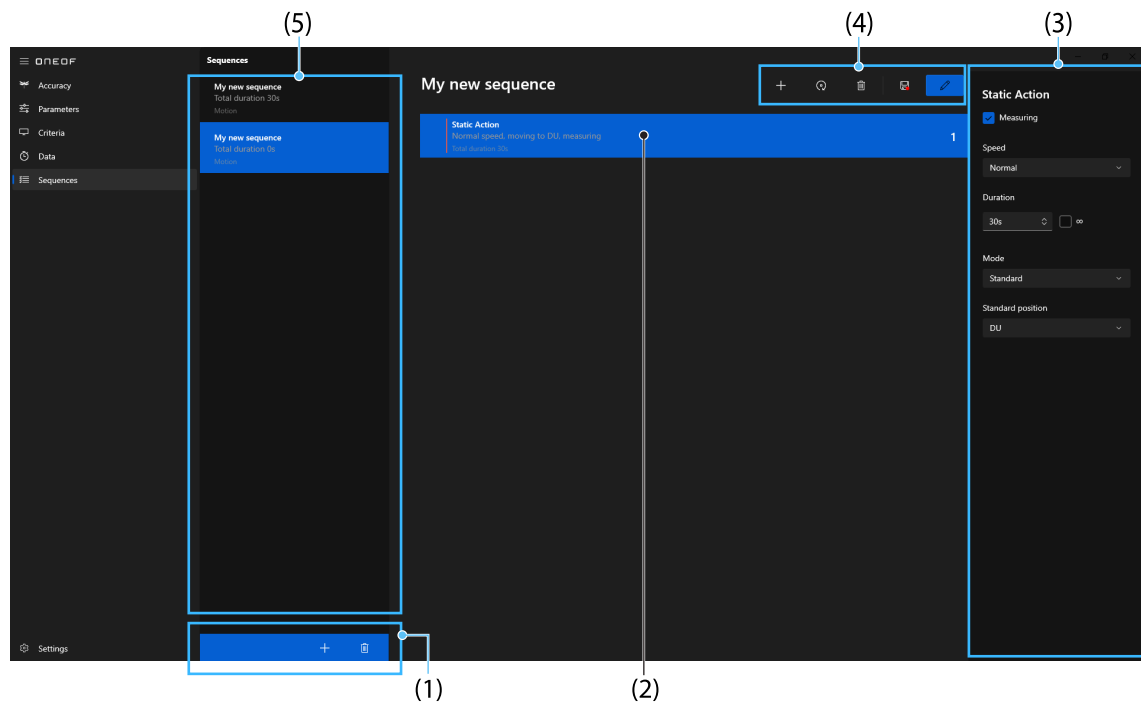 (5)
(4)
(3)
ONEOF
Accuracy
Parameters
Criteria
Data
Sequences
Settings
Sequences
My new sequence
Total duration 30s
Motion
My new sequence
Total duration 0s
Motion
My new sequence
Static Action
Normal speed, moving to DU, measuring
Total duration 30s
1
Static Action
Measuring
Speed
Normal
Duration
30s
∞
Mode
Standard
Standard position
DU
(1)
(2)